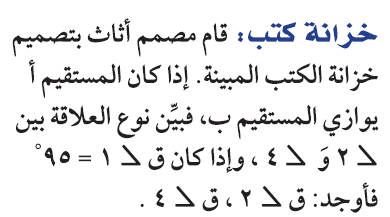 خزانة كتب: قام مصمم أثاث بتصميم
خزانة الكتب المبينة. إذا كان المستقيم أ
يوازي المستقيم ب، فبيِّن نوع العلاقة بين
∠ ٢ وَ ∠ ٤ ، وإذا كان ق ∠ ١ = ٩٥°
فأوجد: ق ∠ ٢ ، ق ∠ ٤ .